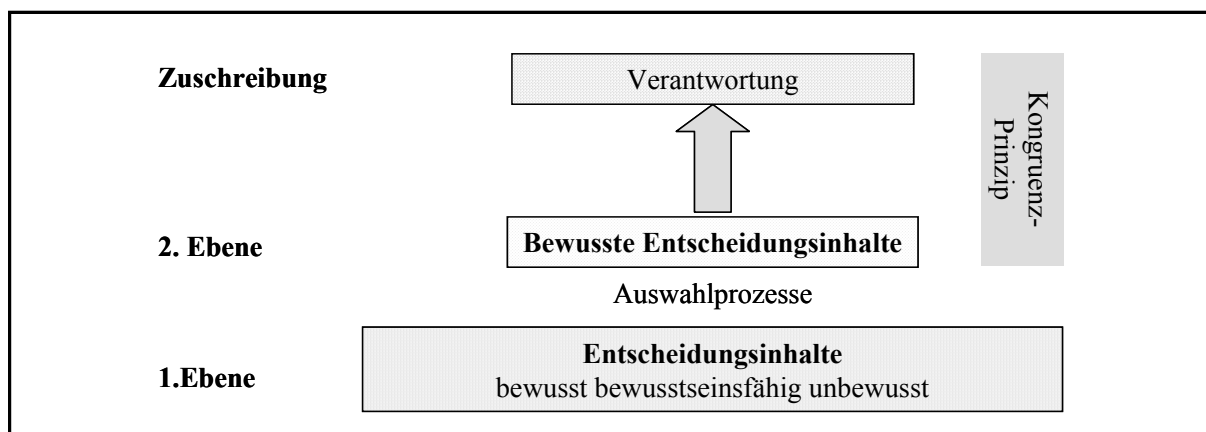 Zuschreibung
Verantwortung
Kongruenz-
Prinzip
2. Ebene
Bewusste Entscheidungsinhalte
Auswahlprozesse
1.Ebene
Entscheidungsinhalte
bewusst bewusstseinsfähig unbewusst